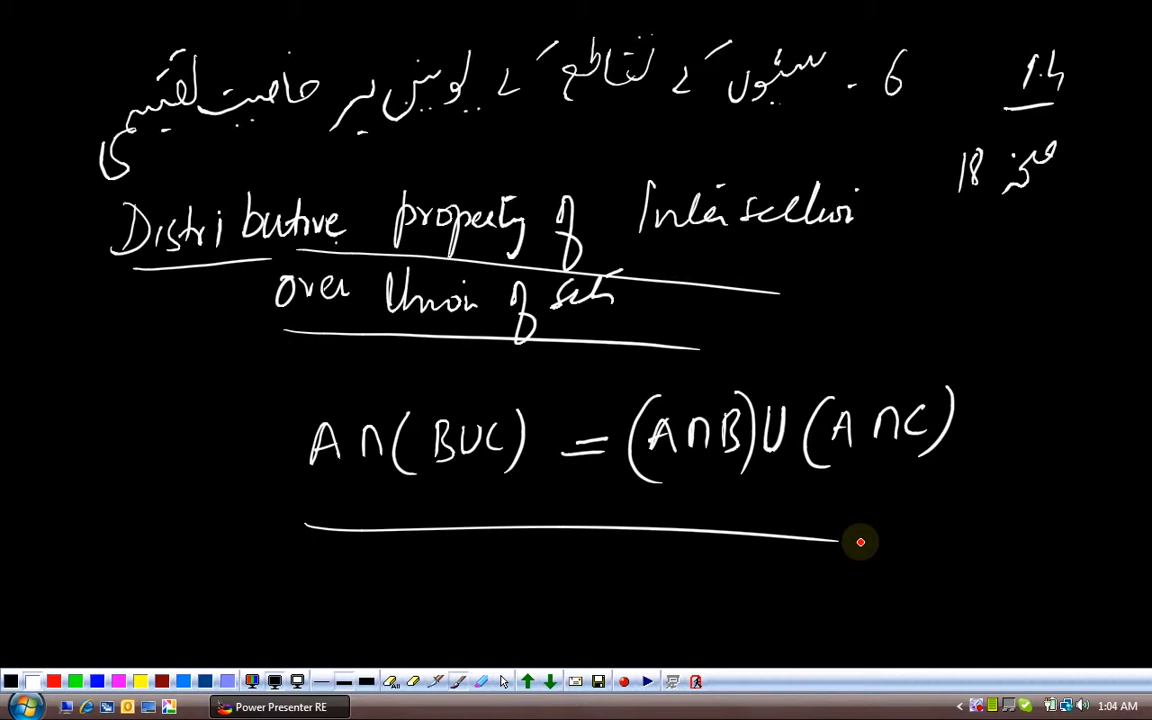 6 - سیٹوں کے تقاطع کے یونین پر خاصیت تقسیمی
1.4
18 صفحہ
Distributive property of Intersection
over Union of sets
A∩(B∪C) = (A∩B)∪(A∩C)
Power Presenter RE
1:04 AM